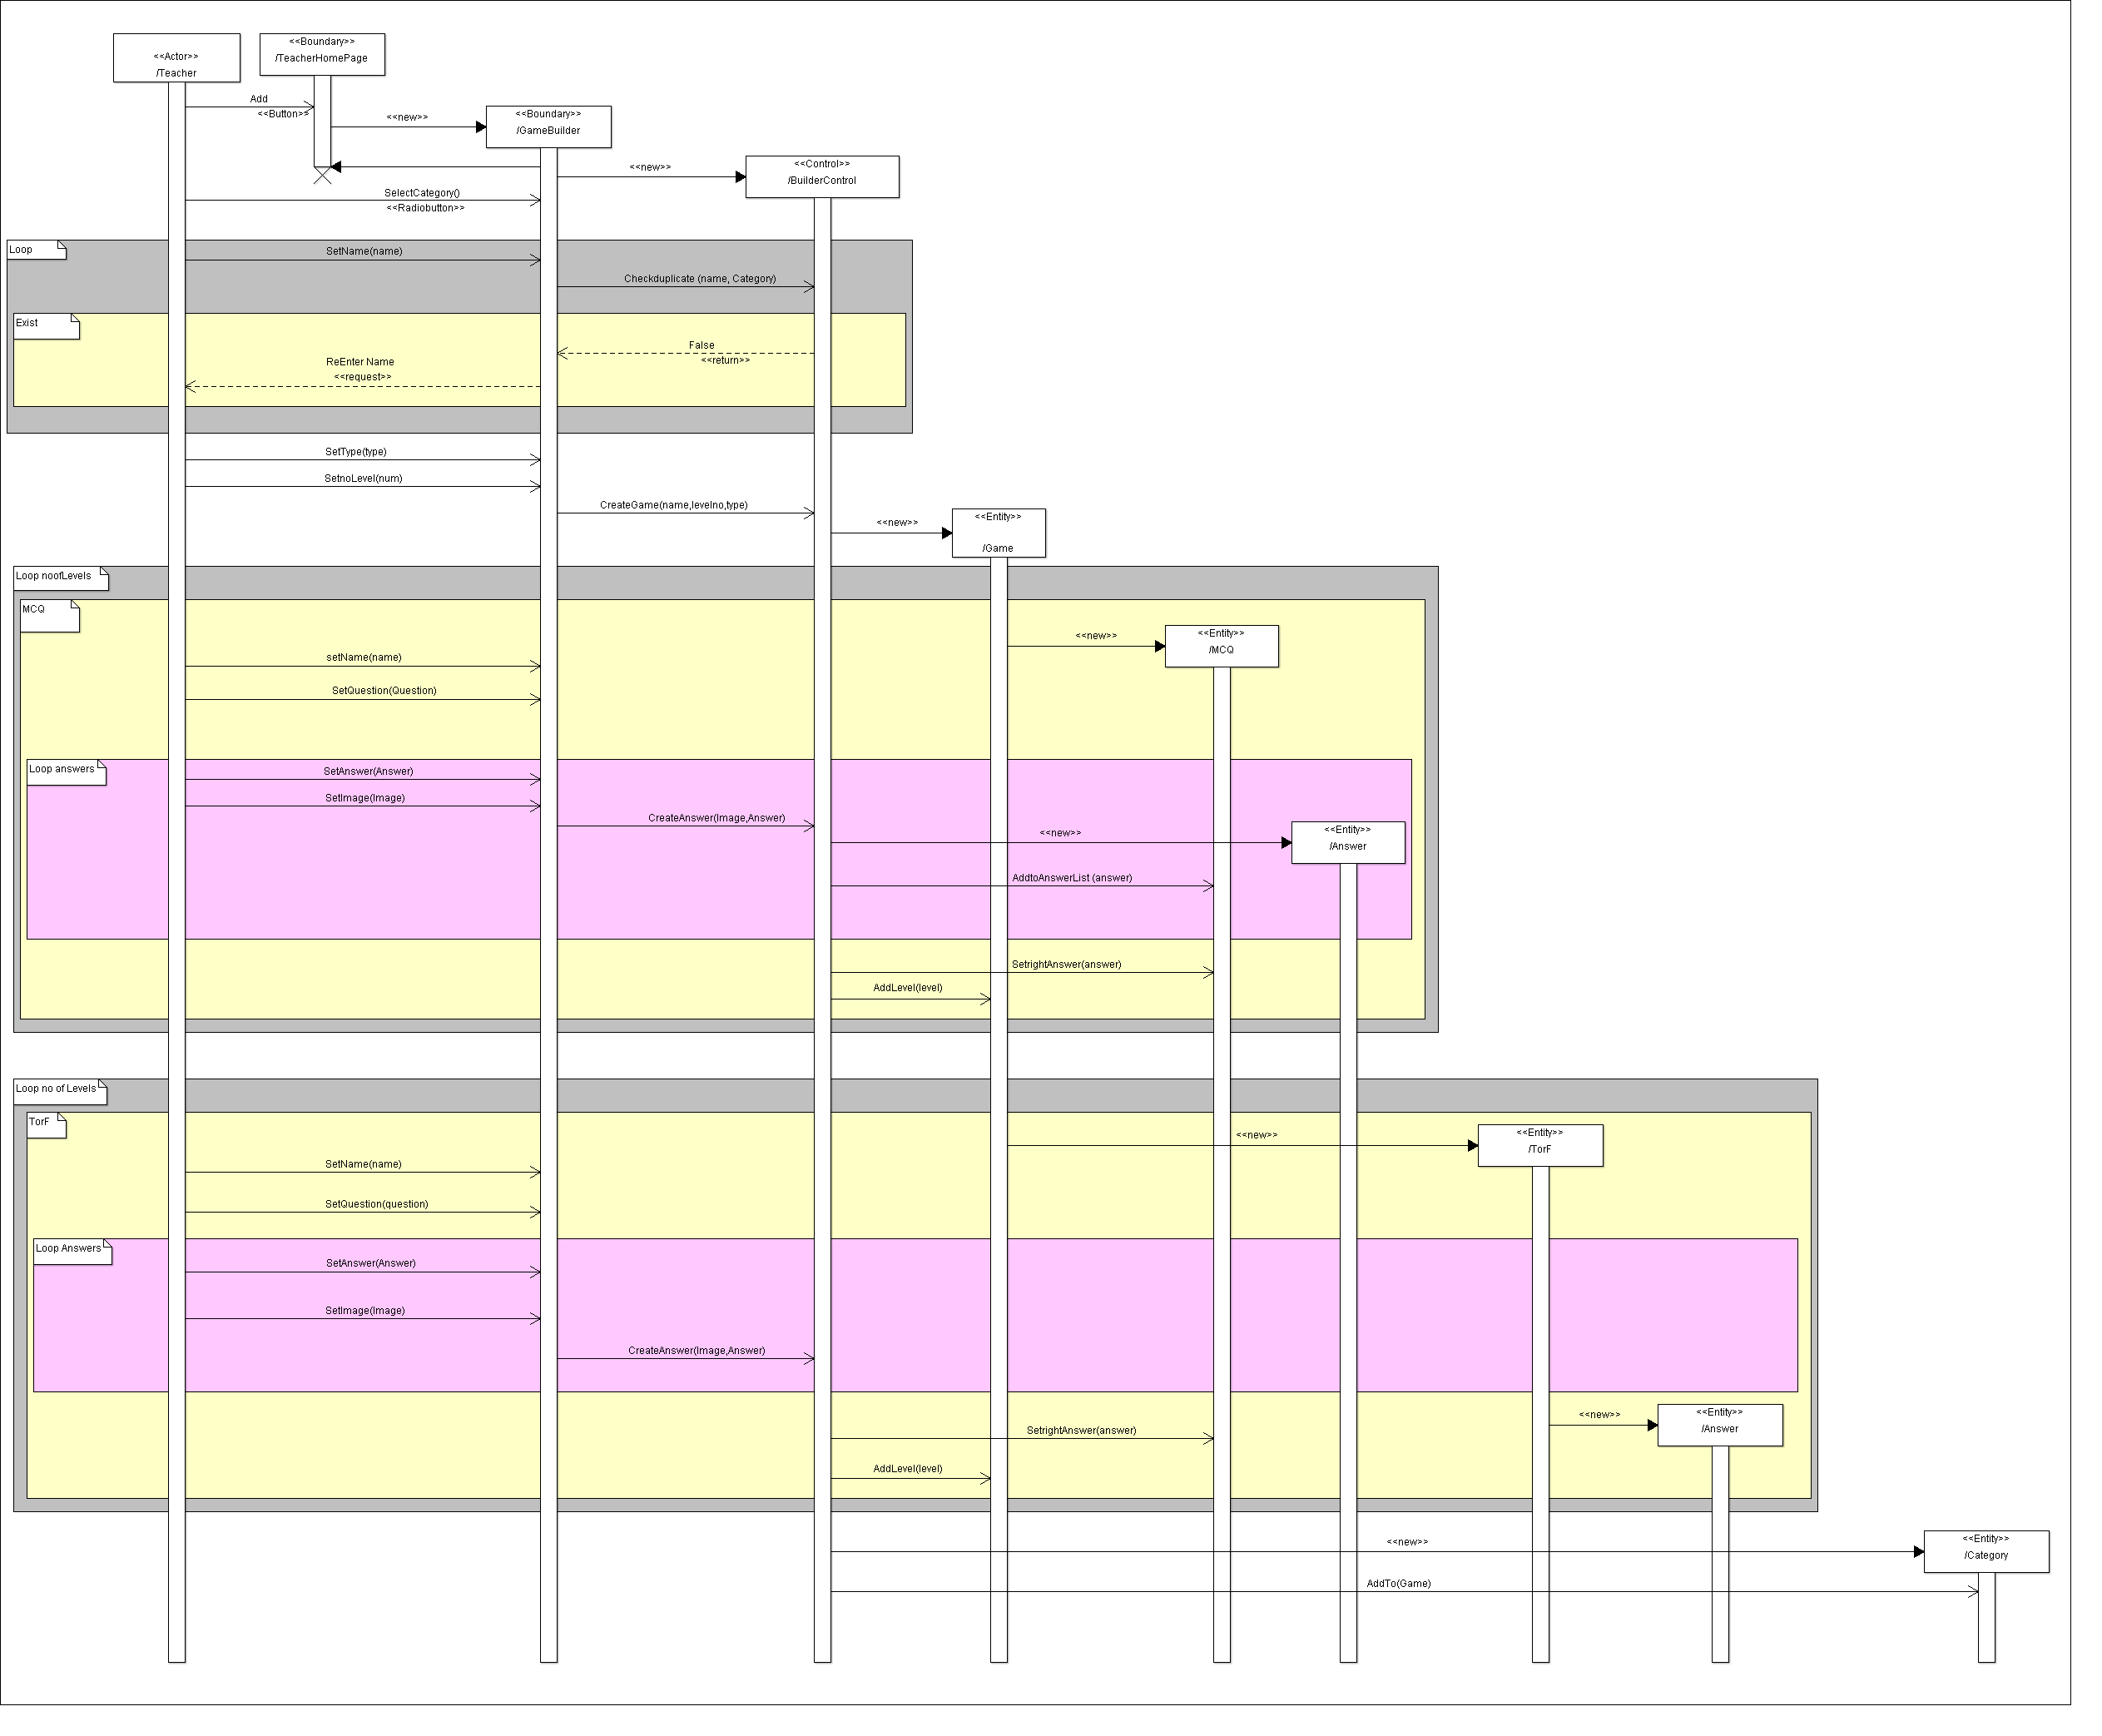 <<Actor>>
/Teacher
<<Boundary>>
/TeacherHomePage
Add
<<Button>>
<<new>>
<<Boundary>>
/GameBuilder
<<new>>
<<Control>>
/BuilderControl
SelectCategory()
<<Radiobutton>>
Loop
SetName(name)
Checkduplicate (name, Category)
Exist
False
<<return>>
ReEnter Name
<<request>>
SetType(type)
SetnoLevel(num)
CreateGame(name,levelno,type)
<<new>>
<<Entity>>
/Game
Loop noofLevels
MCQ
<<new>>
<<Entity>>
/MCQ
setName(name)
SetQuestion(Question)
Loop answers
SetAnswer(Answer)
SetImage(Image)
CreateAnswer(Image,Answer)
<<new>>
<<Entity>>
/Answer
AddtoAnswerList (answer)
SetrightAnswer(answer)
AddLevel(level)
Loop no of Levels
TorF
<<new>>
<<Entity>>
/TorF
SetName(name)
SetQuestion(question)
Loop Answers
SetAnswer(Answer)
SetImage(Image)
CreateAnswer(Image,Answer)
<<new>>
<<Entity>>
/Answer
SetrightAnswer(answer)
AddLevel(level)
<<new>>
<<Entity>>
/Category
AddTo(Game)